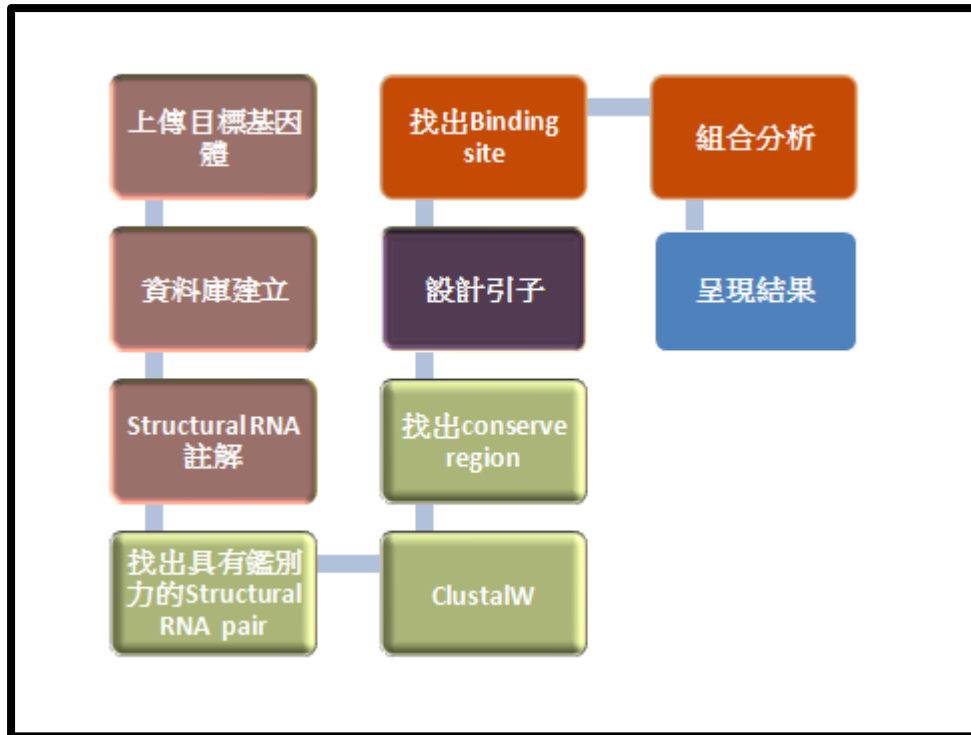 上傳目標基因
體
資料庫建立
Structural RNA
註解
找出具有鑑別
力的Structural
RNA pair
ClustalW
找出conserve
region
設計引子
找出Binding
site
組合分析
呈現結果